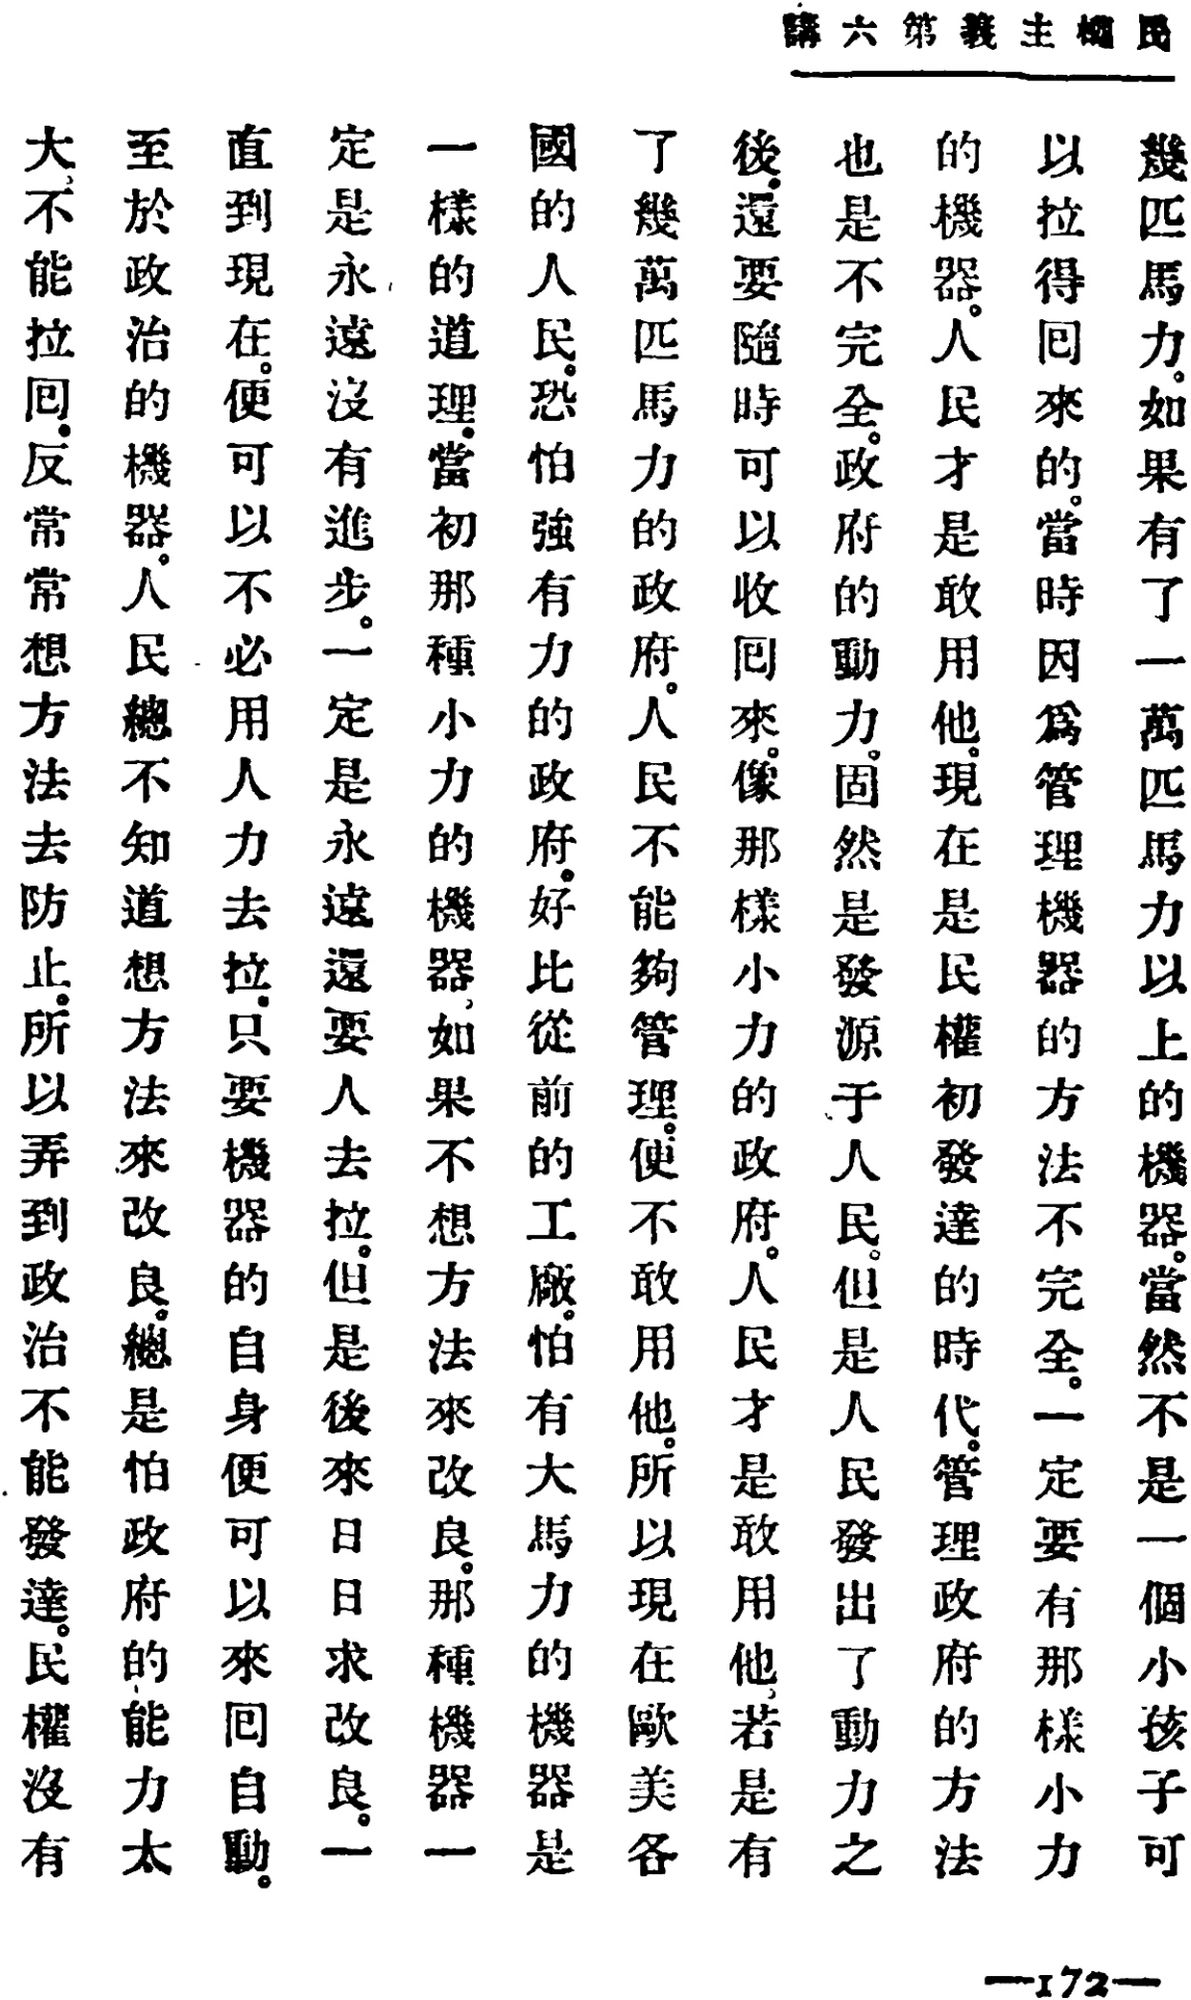 民權主義第六講
幾匹馬力。如果有了一萬匹馬力以上的機器。當然不是一個小孩子可
以拉得回來的。當時因爲管理機器的方法不完全。一定要有那樣小力
的機器。人民才是敢用他。現在是民權初發達的時代。管理政府的方法
也是不完全。政府的動力。固然是發源于人民。但是人民發出了動力之
後。還要隨時可以收回來。像那樣小力的政府。人民才是敢用他，若是有
了幾萬匹馬力的政府。人民不能夠管理。便不敢用他。所以現在歐美各
國的人民。恐怕強有力的政府。好比從前的工廠。怕有大馬力的機器是
一樣的道理。當初那種小力的機器，如果不想方法來改良。那種機器一
定是永遠沒有進步。一定是永遠還要人去拉。但是後來日日求改良。一
直到現在。便可以不必用人力去拉。只要機器的自身便可以來回自動。
至於政治的機器。人民總不知道想方法來改良。總是怕政府的能力太
大，不能拉回。反常常想方法去防止。所以弄到政治不能發達。民權沒有
—172—